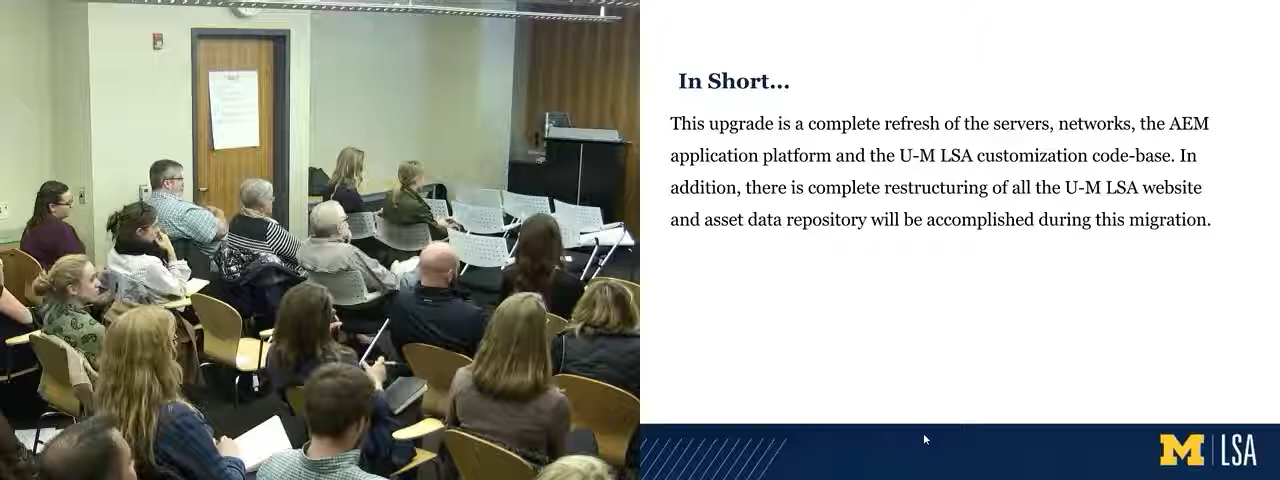 In Short...
This upgrade is a complete refresh of the servers, networks, the AEM
application platform and the U-M LSA customization code-base. In
addition, there is complete restructuring of all the U-M LSA website
and asset data repository will be accomplished during this migration.
M LSA